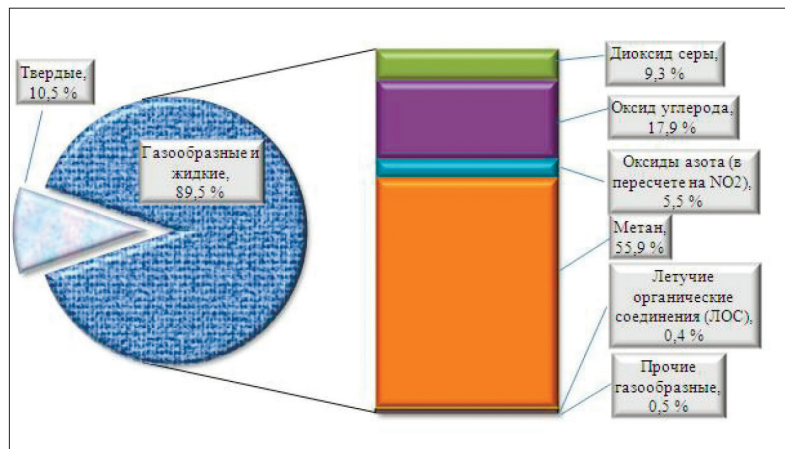 Твердые,
10,5 %
Газообразные и
жидкие,
89,5 %
Диоксид серы,
9,3 %
Оксид углерода,
17,9 %
Оксиды азота (в
пересчете на NO2),
5,5 %
Метан,
55,9 %
Летучие
органические
соединения (ЛОС),
0,4 %
Прочие
газообразные,
0,5 %